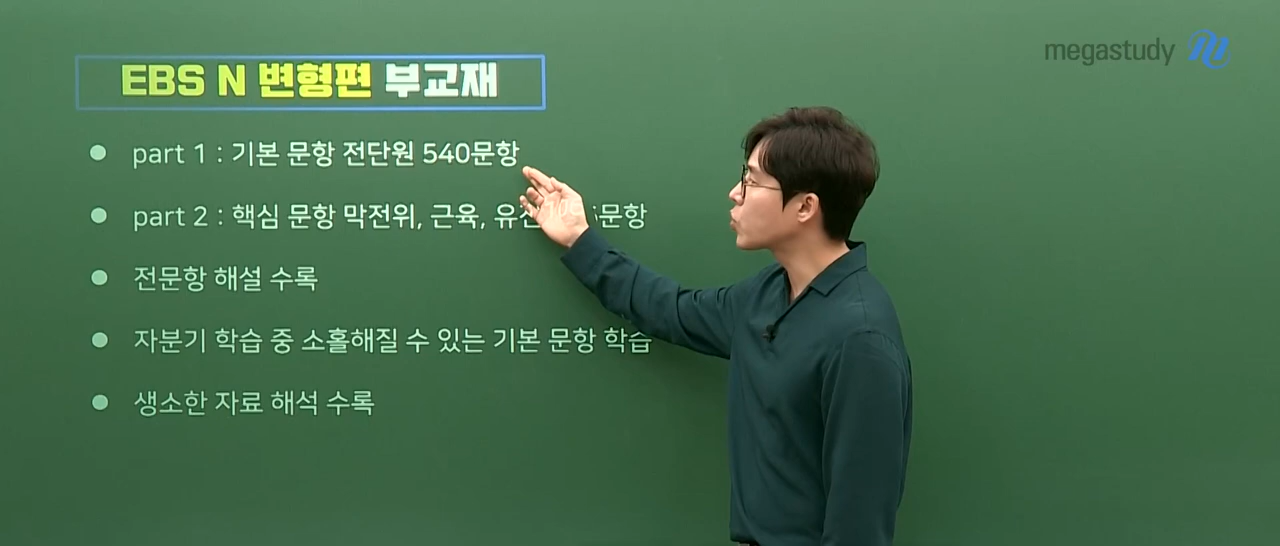 megastudy
EBS N 변형편 부교재
part 1 : 기본 문항 전단원 540문항
part 2 : 핵심 문항 막전위, 근육, 문항
전문항 해설 수록
자분기 학습 중 소홀해질 수 있는 기본 문항 학습
생소한 자료 해석 수록